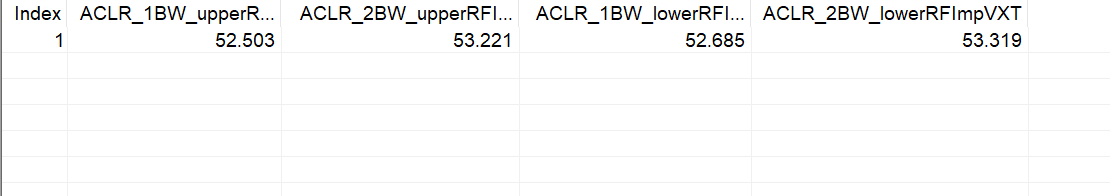 Index ACLR_1BW_upperR... ACLR_2BW_upperRFI... ACLR_1BW_lowerRFI... ACLR_2BW_lowerRFImpVXT
1 52.503 53.221 52.685 53.319